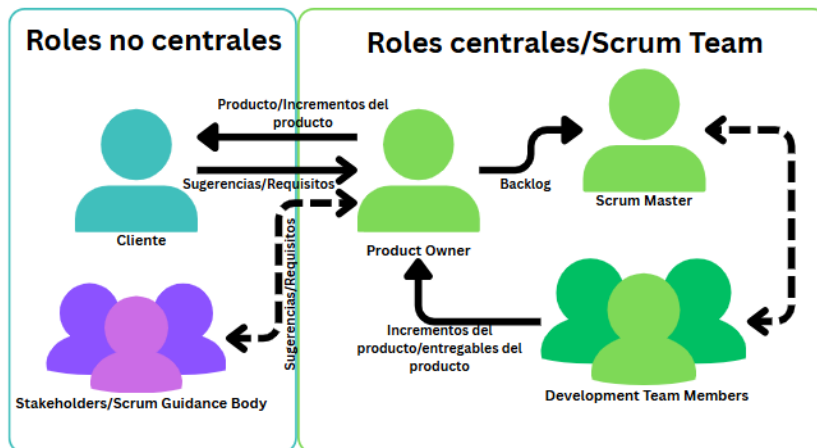 Roles no centrales
Roles centrales/Scrum Team
Producto/Incrementos del
producto
Sugerencias/Requisitos
Cliente
Sugerencias/Requisitos
Stakeholders/Scrum Guidance Body
Product Owner
Backlog
Scrum Master
Incrementos del
producto/entregables del
producto
Development Team Members